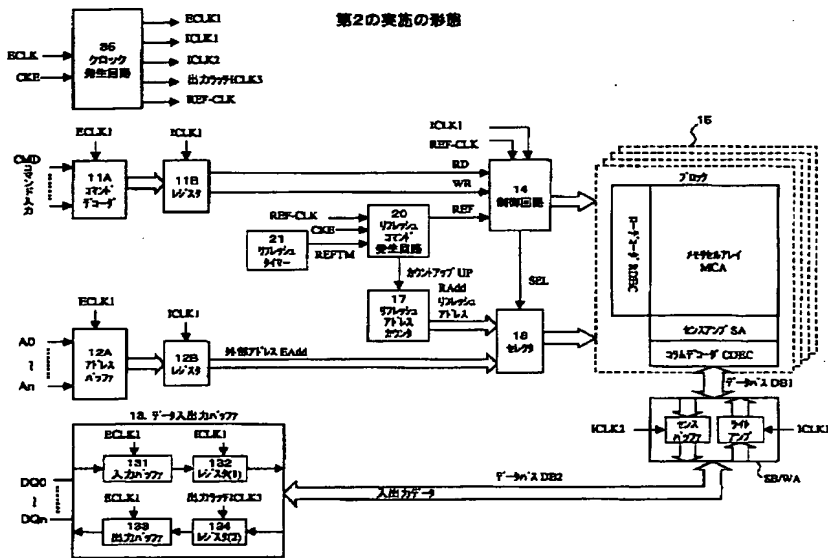 第2の実施の形態
35
クロック
発生回路
ECLK
CKE
ECLK1
ICLK1
ICLK2
出力ラッチICLK3
REF-CLK
ECLK1
ICLK1
CMD
11A
コマンド
デコーダ
11B
レジスタ
RD
WR
ICLK1
REF-CLK
14
制御回路
REF-CLK
CKE
REFTM
21
リフレッシュ
タイマー
20
リフレッシュ
コマンド
発生回路
REF
カウントアップ UP
17
リフレッシュ
アドレス
カウンタ
RAdd
リフレッシュ
アドレス
SEL
18
セレクタ
ECLK1
ICLK1
A0
~
An
12A
アドレス
バッファ
12B
レジスタ
外部アドレス EAdd
15
ブロック
ローデコーダ RDEC
メモリセルアレイ
MCA
センスアンプ SA
コラムデコーダ CDEC
データバス DB1
ICLK2
センス
バッファ
ライト
アンプ
ICLK1
SB/WA
13. データ入出力バッファ
ECLK1
ICLK1
131
入力バッファ
132
レジスタ(1)
ECLK1
出力ラッチICLK3
133
出力バッファ
134
レジスタ(2)
DQ0
~
DQn
データバス DB2
入出力データ